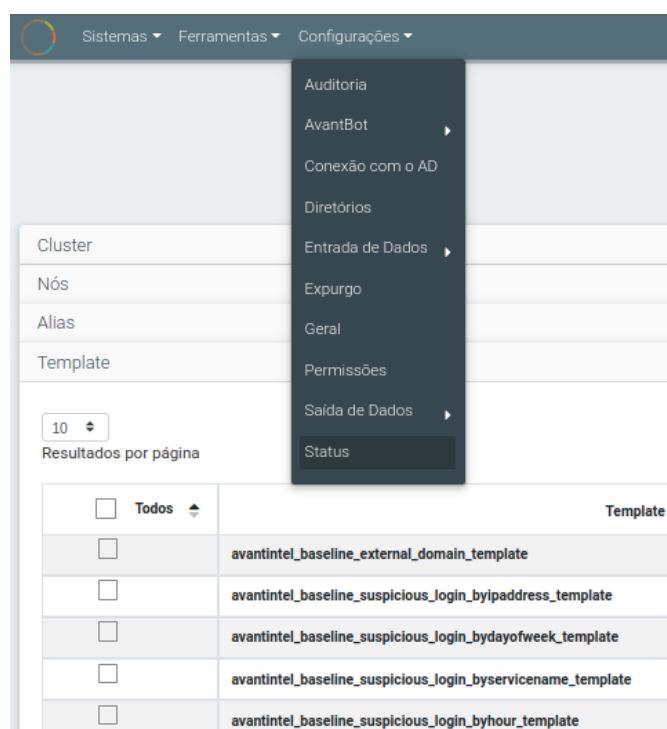 Sistemas Ferramentas Configurações
Auditoria
AvantBot
Conexão com o AD
Diretórios
Entrada de Dados
Expurgo
Geral
Permissões
Saída de Dados
Status
Cluster
Nós
Alias
Template
10
Resultados por página
Todos Template
avantintel_baseline_external_domain_template
avantintel_baseline_suspicious_login_byipaddress_template
avantintel_baseline_suspicious_login_bydayofweek_template
avantintel_baseline_suspicious_login_byservicename_template
avantintel_baseline_suspicious_login_byhour_template